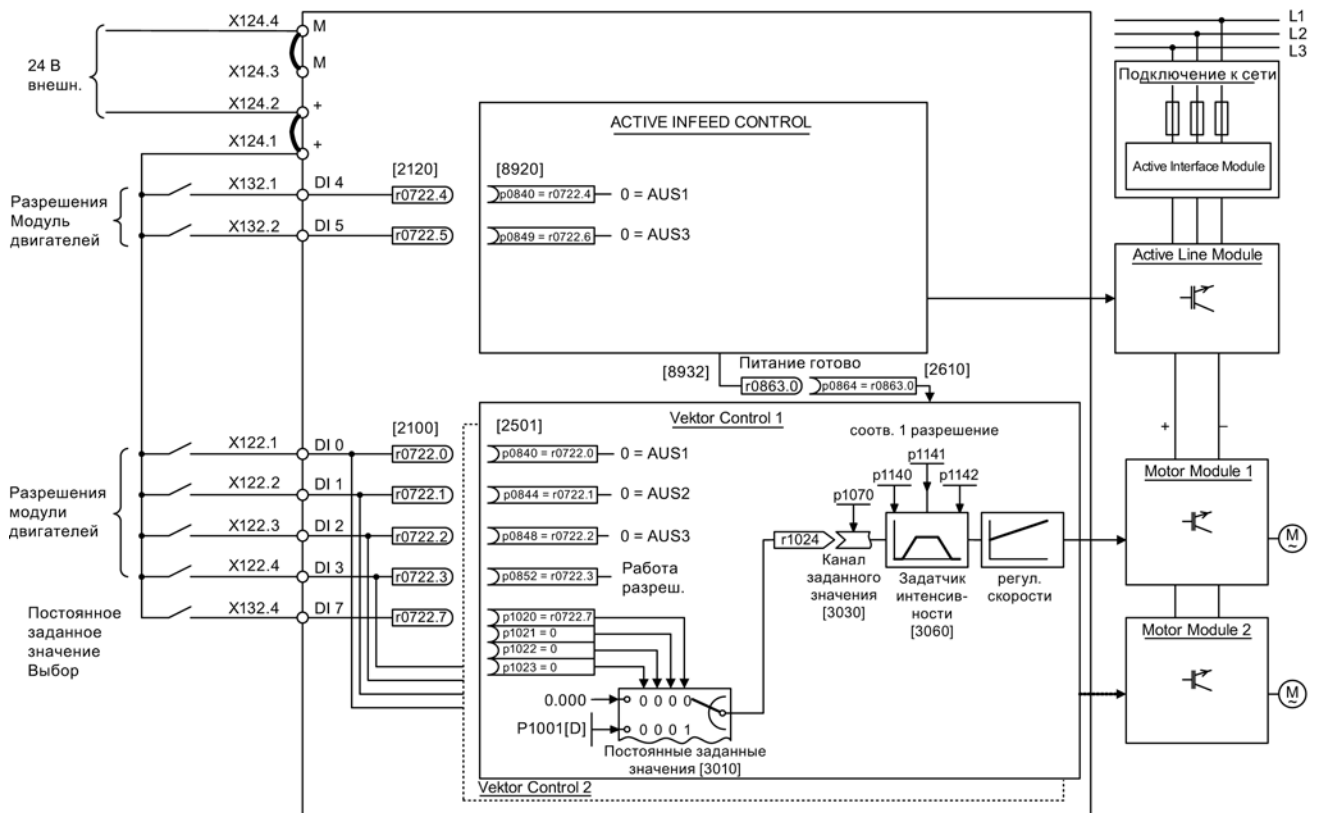 X124.4
M
24 В
внешн.
X124.3
M
X124.2
+
X124.1
+
Разрешения
Модуль
двигателей
X132.1
DI 4
[2120]
r0722.4
X132.2
DI 5
r0722.5
ACTIVE INFEED CONTROL
[8920]
p0840 = r0722.4
0 = AUS1
p0849 = r0722.6
0 = AUS3
L1
L2
L3
Подключение к сети
Active Interface Module
Active Line Module
[8932]
Питание готово
r0863.0
p0864 = r0863.0
[2610]
+
–
Разрешения
модули
двигателей
X122.1
DI 0
[2100]
r0722.0
X122.2
DI 1
r0722.1
X122.3
DI 2
r0722.2
X122.4
DI 3
r0722.3
Постоянное
заданное
значение
Выбор
X132.4
DI 7
r0722.7
Vektor Control 1
[2501]
p0840 = r0722.0
0 = AUS1
p0844 = r0722.1
0 = AUS2
p0848 = r0722.2
0 = AUS3
p0852 = r0722.3
Работа
разреш.
p1020 = r0722.7
p1021 = 0
p1022 = 0
p1023 = 0
0.000
0 0 0 0
P1001[D]
0 0 0 1
Постоянные заданные
значения [3010]
соотв. 1 разрешение
p1141
p1140
p1142
p1070
r1024
Канал
заданного
значения
[3030]
Задатчик
интенсив-
ности
[3060]
регул.
скорости
Vektor Control 2
Motor Module 1
M
~
Motor Module 2
M
~